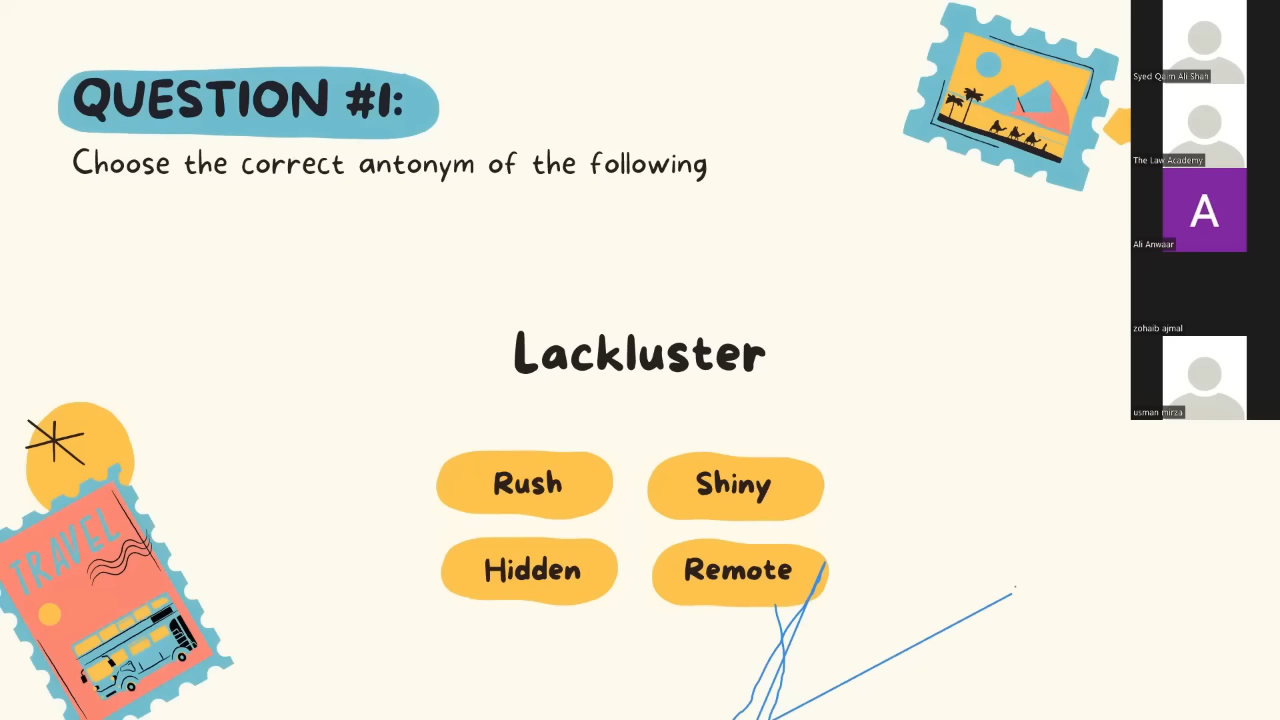 QUESTION #1:
Choose the correct antonym of the following
Lackluster
Rush
Shiny
Hidden
Remote
TRAVEL
Syed Qaim Ali Shah
The Law Academy
A
Ali Anwaar
zohaib ajmal
usman mirza